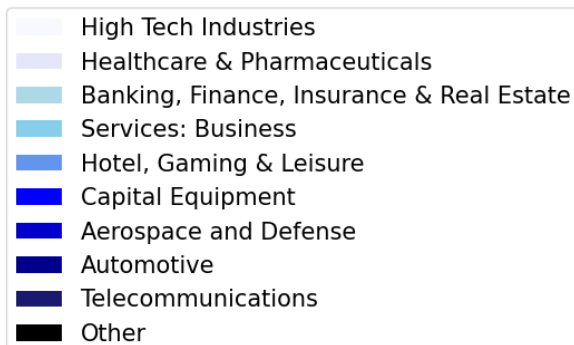 High Tech Industries
Healthcare & Pharmaceuticals
Banking, Finance, Insurance & Real Estate
Services: Business
Hotel, Gaming & Leisure
Capital Equipment
Aerospace and Defense
Automotive
Telecommunications
Other